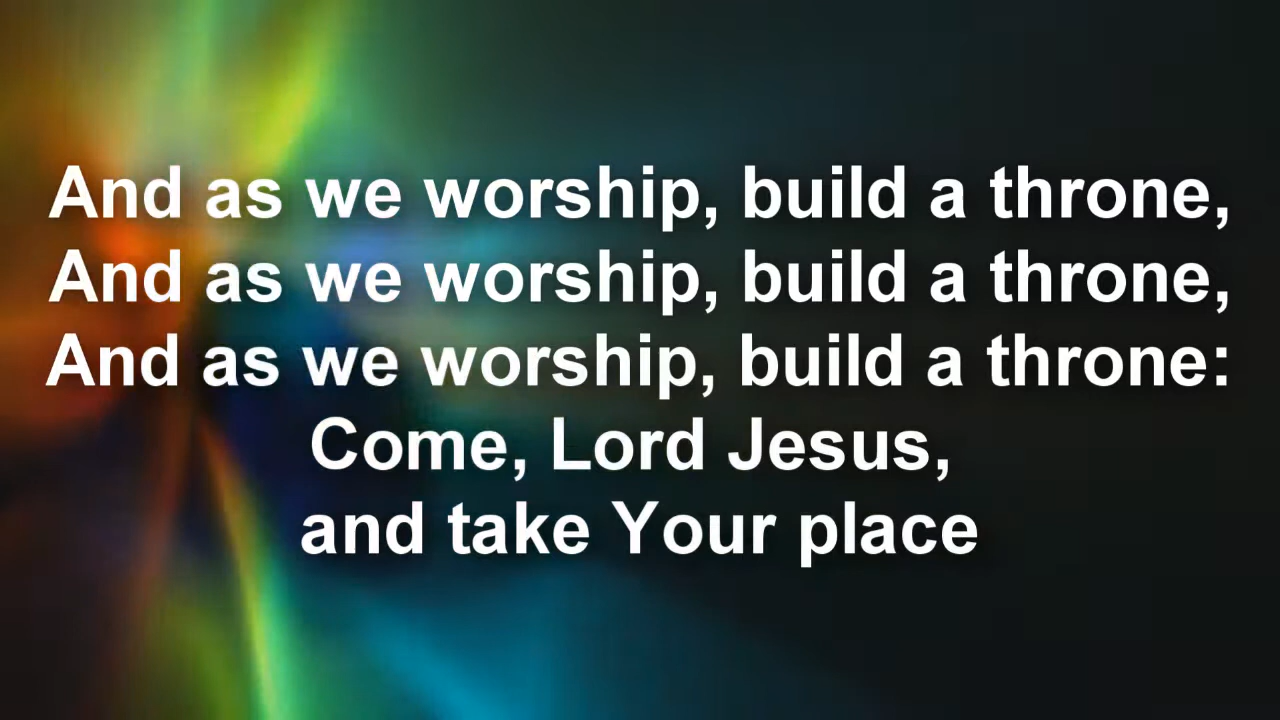 And as we worship, build a throne,
And as we worship, build a throne,
And as we worship, build a throne:
Come, Lord Jesus,
and take Your place